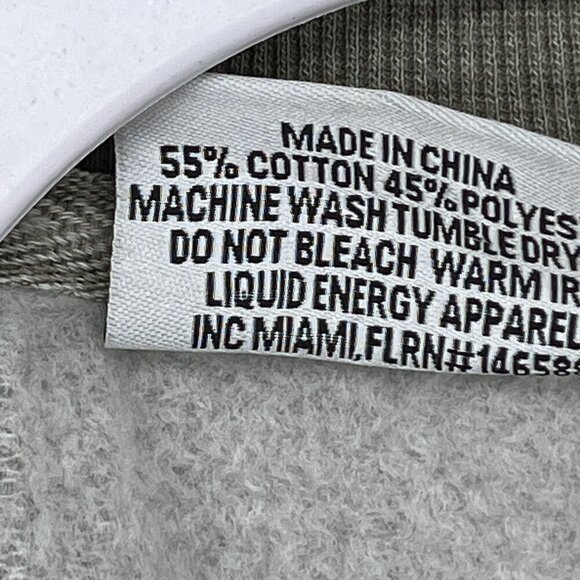 MADE IN CHINA
55% COTTON 45% POLYES
MACHINE WASH TUMBLE DRY
DO NOT BLEACH WARM IR
LIQUID ENERGY APPAREL
INC MIAMI,FLRN#14658